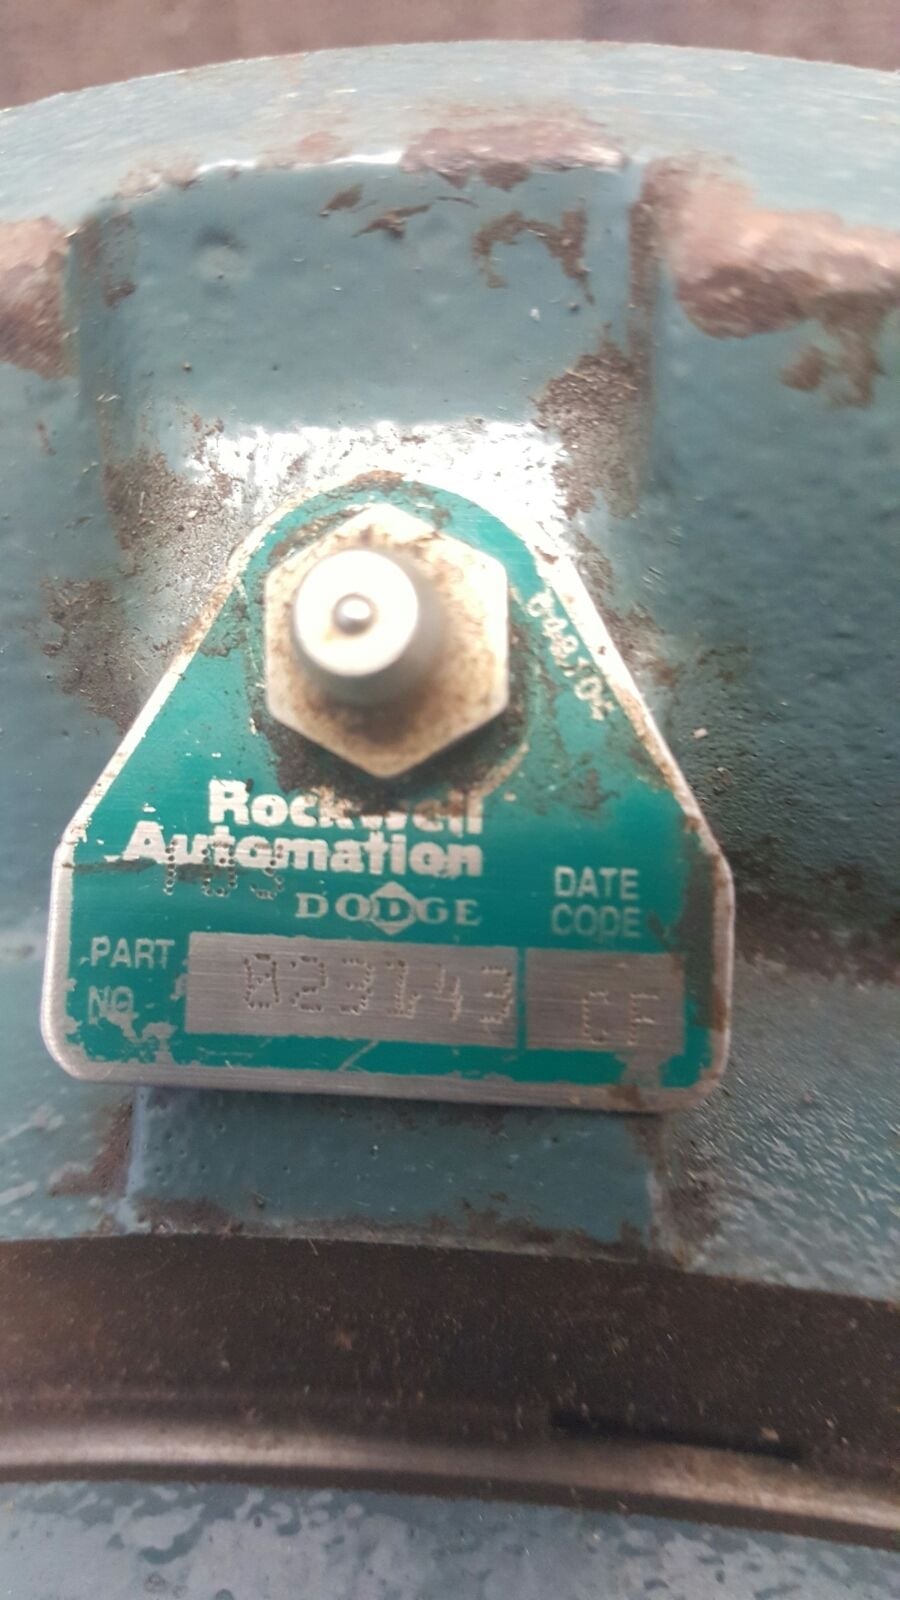 Rockwell
Automation
DODGE
DATE
CODE
PART
NO
023143
CF